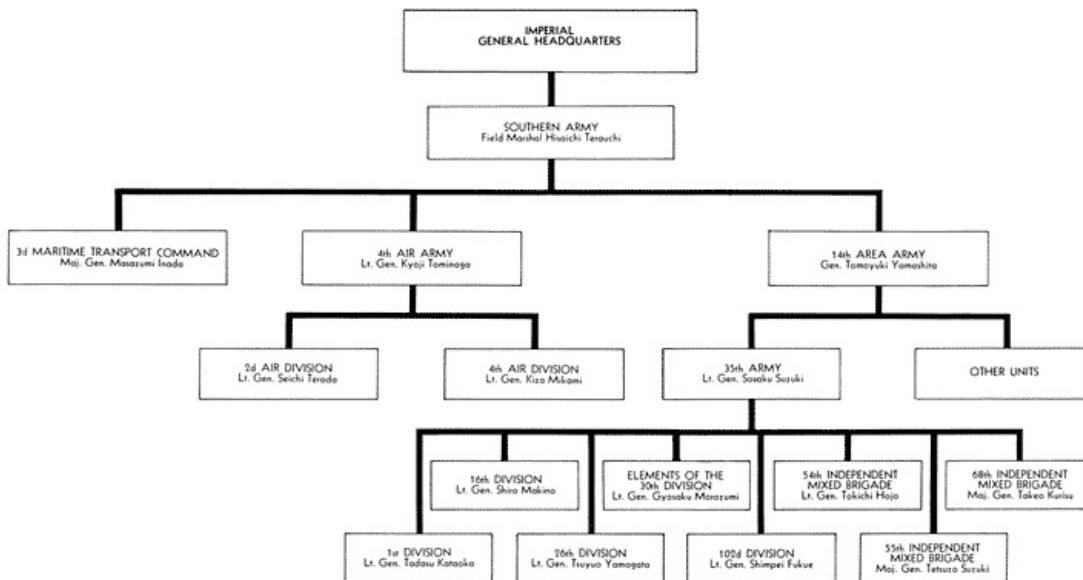 IMPERIAL
GENERAL HEADQUARTERS
SOUTHERN ARMY
Field Marshal Hisaichi Terauchi
3d MARITIME TRANSPORT COMMAND
Maj. Gen. Masazumi Inada
4th AIR ARMY
Lt. Gen. Kyoji Tominaga
14th AREA ARMY
Gen. Tomoyuki Yamashita
2d AIR DIVISION
Lt. Gen. Seichi Terada
4th AIR DIVISION
Lt. Gen. Kizo Mikami
35th ARMY
Lt. Gen. Sosaku Suzuki
OTHER UNITS
16th DIVISION
Lt. Gen. Shiro Makino
ELEMENTS OF THE
30th DIVISION
Lt. Gen. Gyosaku Morozumi
54th INDEPENDENT
MIXED BRIGADE
Lt. Gen. Tokichi Hojo
68th INDEPENDENT
MIXED BRIGADE
Maj. Gen. Takeo Kurisu
1st DIVISION
Lt. Gen. Tadasu Kataoka
26th DIVISION
Lt. Gen. Tsuyuo Yamagata
102d DIVISION
Lt. Gen. Shimpei Fukue
55th INDEPENDENT
MIXED BRIGADE
Maj. Gen. Tetsuzo Suzuki